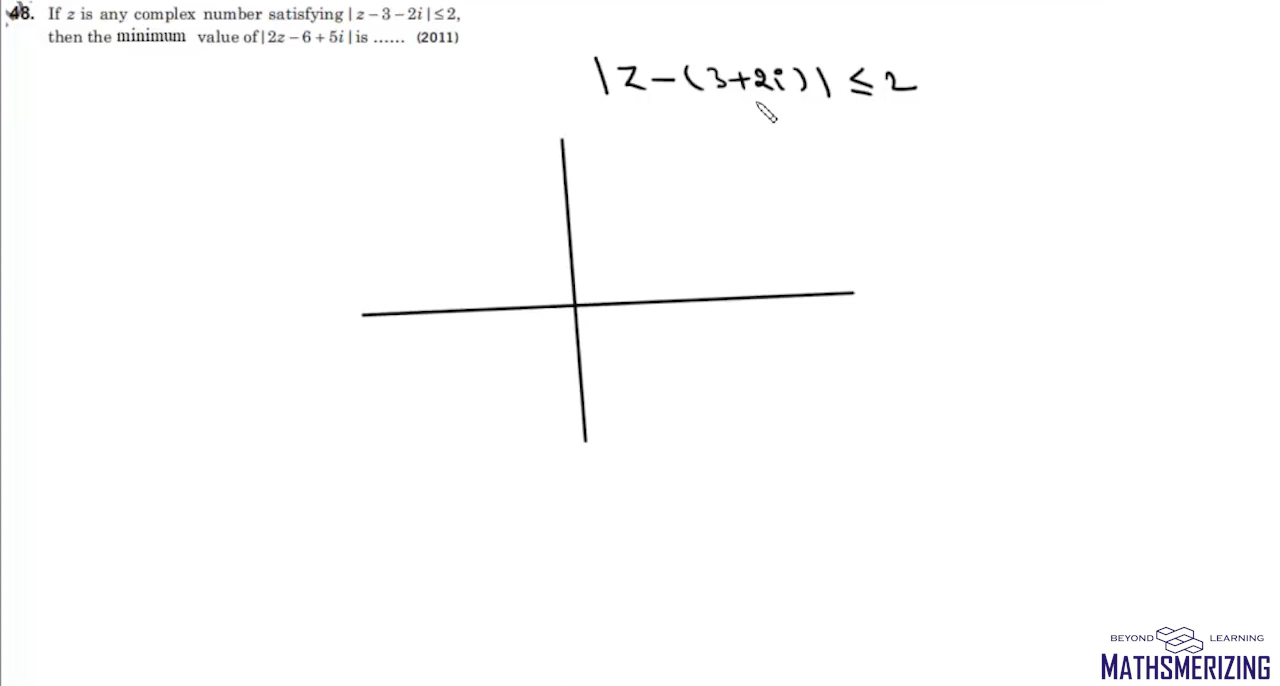 48. If z is any complex number satisfying | z – 3 – 2i | ≤ 2,
then the minimum value of | 2z – 6 + 5i | is ...... (2011)
|z-(3+2i)| ≤ 2
BEYOND LEARNING
MATHSMERIZING